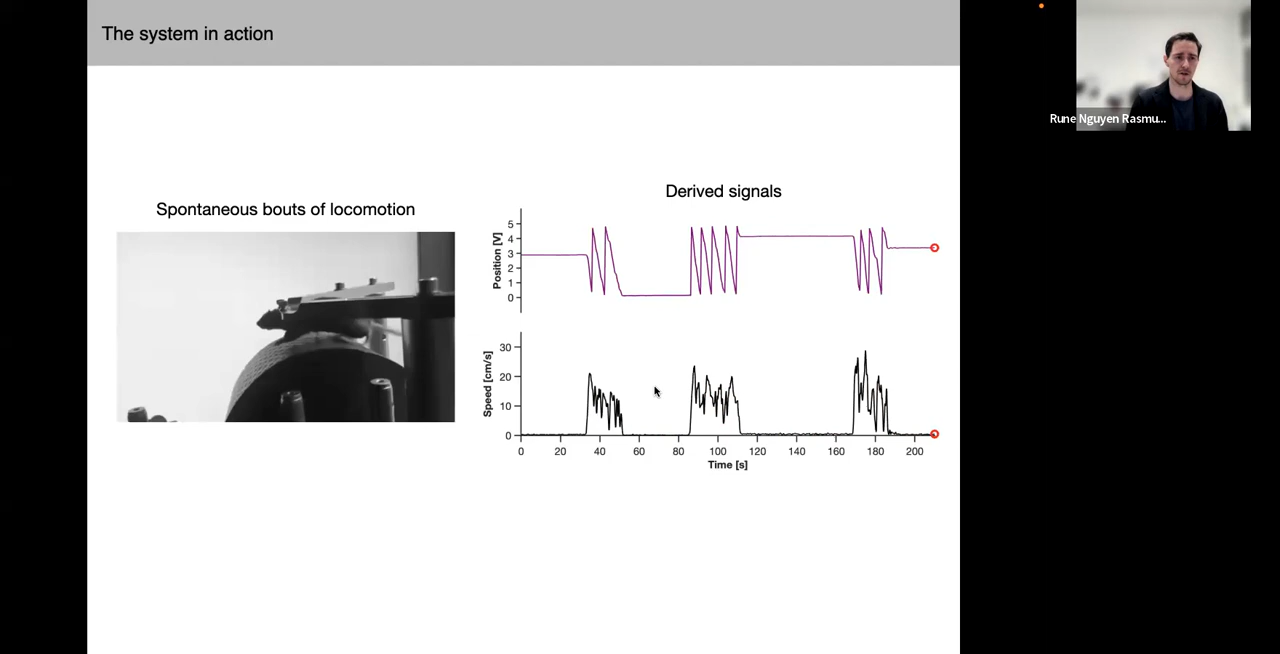 The system in action
Rune Nguyen Rasmu...
Spontaneous bouts of locomotion
Derived signals
Position [V]
5
4
3
2
1
0
Speed [cm/s]
30
20
10
0
0 20 40 60 80 100 120 140 160 180 200
Time [s]